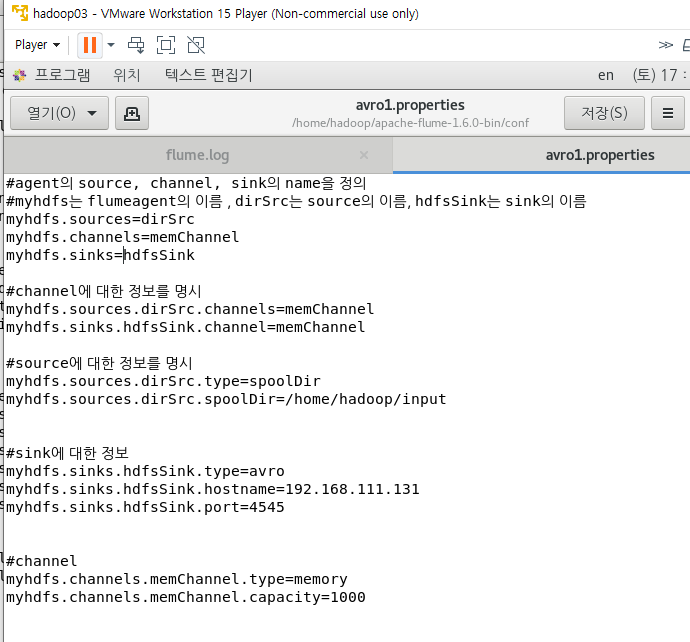 hadoop03 - VMware Workstation 15 Player (Non-commercial use only)
Player
프로그램 위치 텍스트 편집기 en (토) 17 :
열기(O) avro1.properties 저장(S)
/home/hadoop/apache-flume-1.6.0-bin/conf
flume.log × avro1.properties
#agent의 source, channel, sink의 name을 정의
#myhdfs는 flumeagent의 이름 , dirSrc는 source의 이름, hdfsSink는 sink의 이름
myhdfs.sources=dirSrc
myhdfs.channels=memChannel
myhdfs.sinks=hdfsSink
#channel에 대한 정보를 명시
myhdfs.sources.dirSrc.channels=memChannel
myhdfs.sinks.hdfsSink.channel=memChannel
#source에 대한 정보를 명시
myhdfs.sources.dirSrc.type=spoolDir
myhdfs.sources.dirSrc.spoolDir=/home/hadoop/input
#sink에 대한 정보
myhdfs.sinks.hdfsSink.type=avro
myhdfs.sinks.hdfsSink.hostname=192.168.111.131
myhdfs.sinks.hdfsSink.port=4545
#channel
myhdfs.channels.memChannel.type=memory
myhdfs.channels.memChannel.capacity=1000